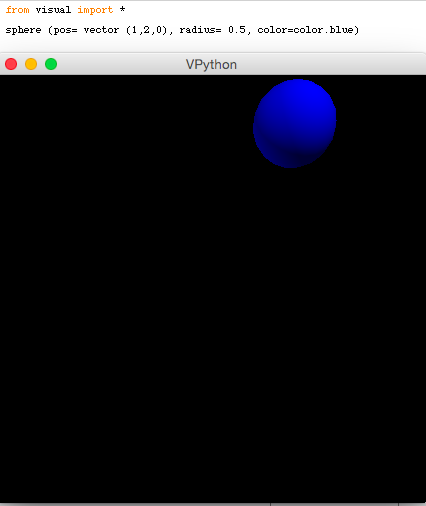 from visual import *
sphere (pos= vector (1,2,0), radius= 0.5, color=color.blue)
VPython